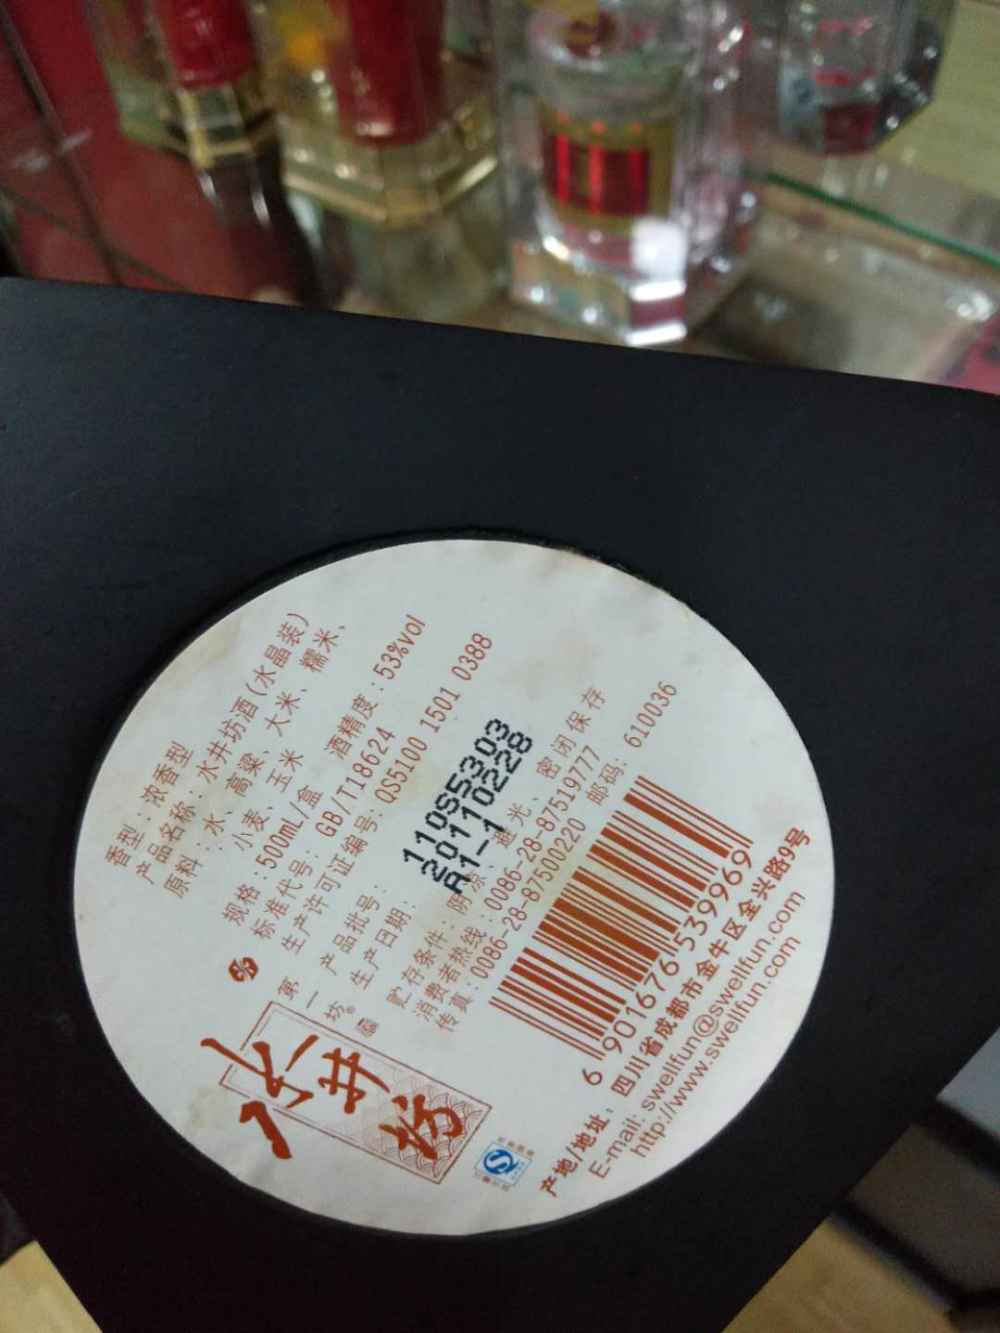 香型：浓香型
产品名称：水井坊酒(水晶装)
原料：水、高粱、大米、糯米、
小麦、玉米
规格：500mL/盒 酒精度：53%vol
标准代号：GB/T18624
生产许可证编号：QS5100 1501 0388
产品批号：110S5303
生产日期：20110228
A1-1
贮存条件：阴凉、避光、密闭保存
消费者热线：0086-28-87519777
传真：0086-28-87500220 邮码：610036
第一坊
水井坊
6 901676 539969
产地/地址：四川省成都市金牛区全兴路9号
E-mail: swellfun@swellfun.com
http://www.swellfun.com